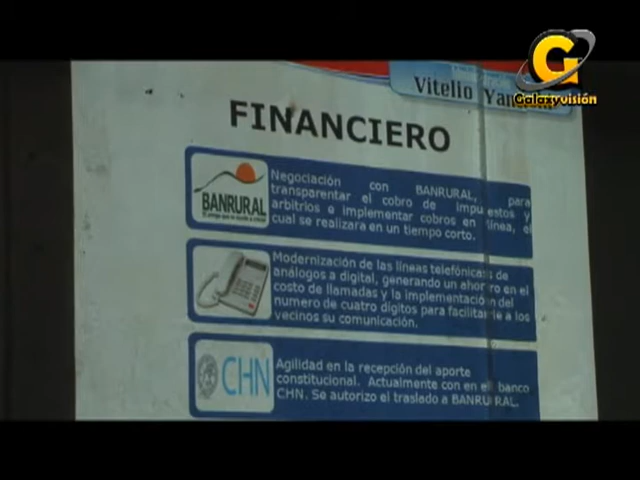 Galaxyvisión
Vitelio
FINANCIERO
BANRURAL
Negociación con BANRURAL, para
transparentar el cobro de impuestos y
arbitrios e implementar cobros en línea, el
cual se realizara en un tiempo corto.
Modernización de las líneas telefónicas de
análogos a digital, generando un ahorro en el
costo de llamadas y la implementación del
numero de cuatro dígitos para facilitarle a los
vecinos su comunicación.
CHN
Agilidad en la recepción del aporte
constitucional. Actualmente con en el banco
CHN. Se autorizo el traslado a BANRURAL.